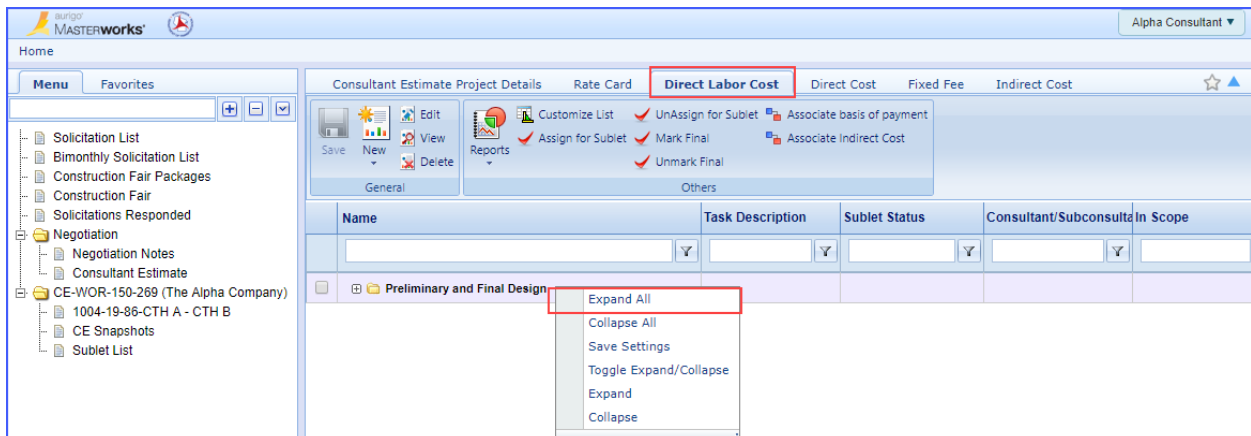 aurigo
MASTERworks'
Alpha Consultant ▼
Home
Menu Favorites
Consultant Estimate Project Details Rate Card Direct Labor Cost Direct Cost Fixed Fee Indirect Cost
Save
New
Edit
View
Delete
General
Reports
Customize List
Assign for Sublet
UnAssign for Sublet
Mark Final
Unmark Final
Associate basis of payment
Associate Indirect Cost
Others
Solicitation List
Bimonthly Solicitation List
Construction Fair Packages
Construction Fair
Solicitations Responded
Negotiation
Negotiation Notes
Consultant Estimate
CE-WOR-150-269 (The Alpha Company)
1004-19-86-CTH A - CTH B
CE Snapshots
Sublet List
Name Task Description Sublet Status Consultant/Subconsulta In Scope
Preliminary and Final Design
Expand All
Collapse All
Save Settings
Toggle Expand/Collapse
Expand
Collapse